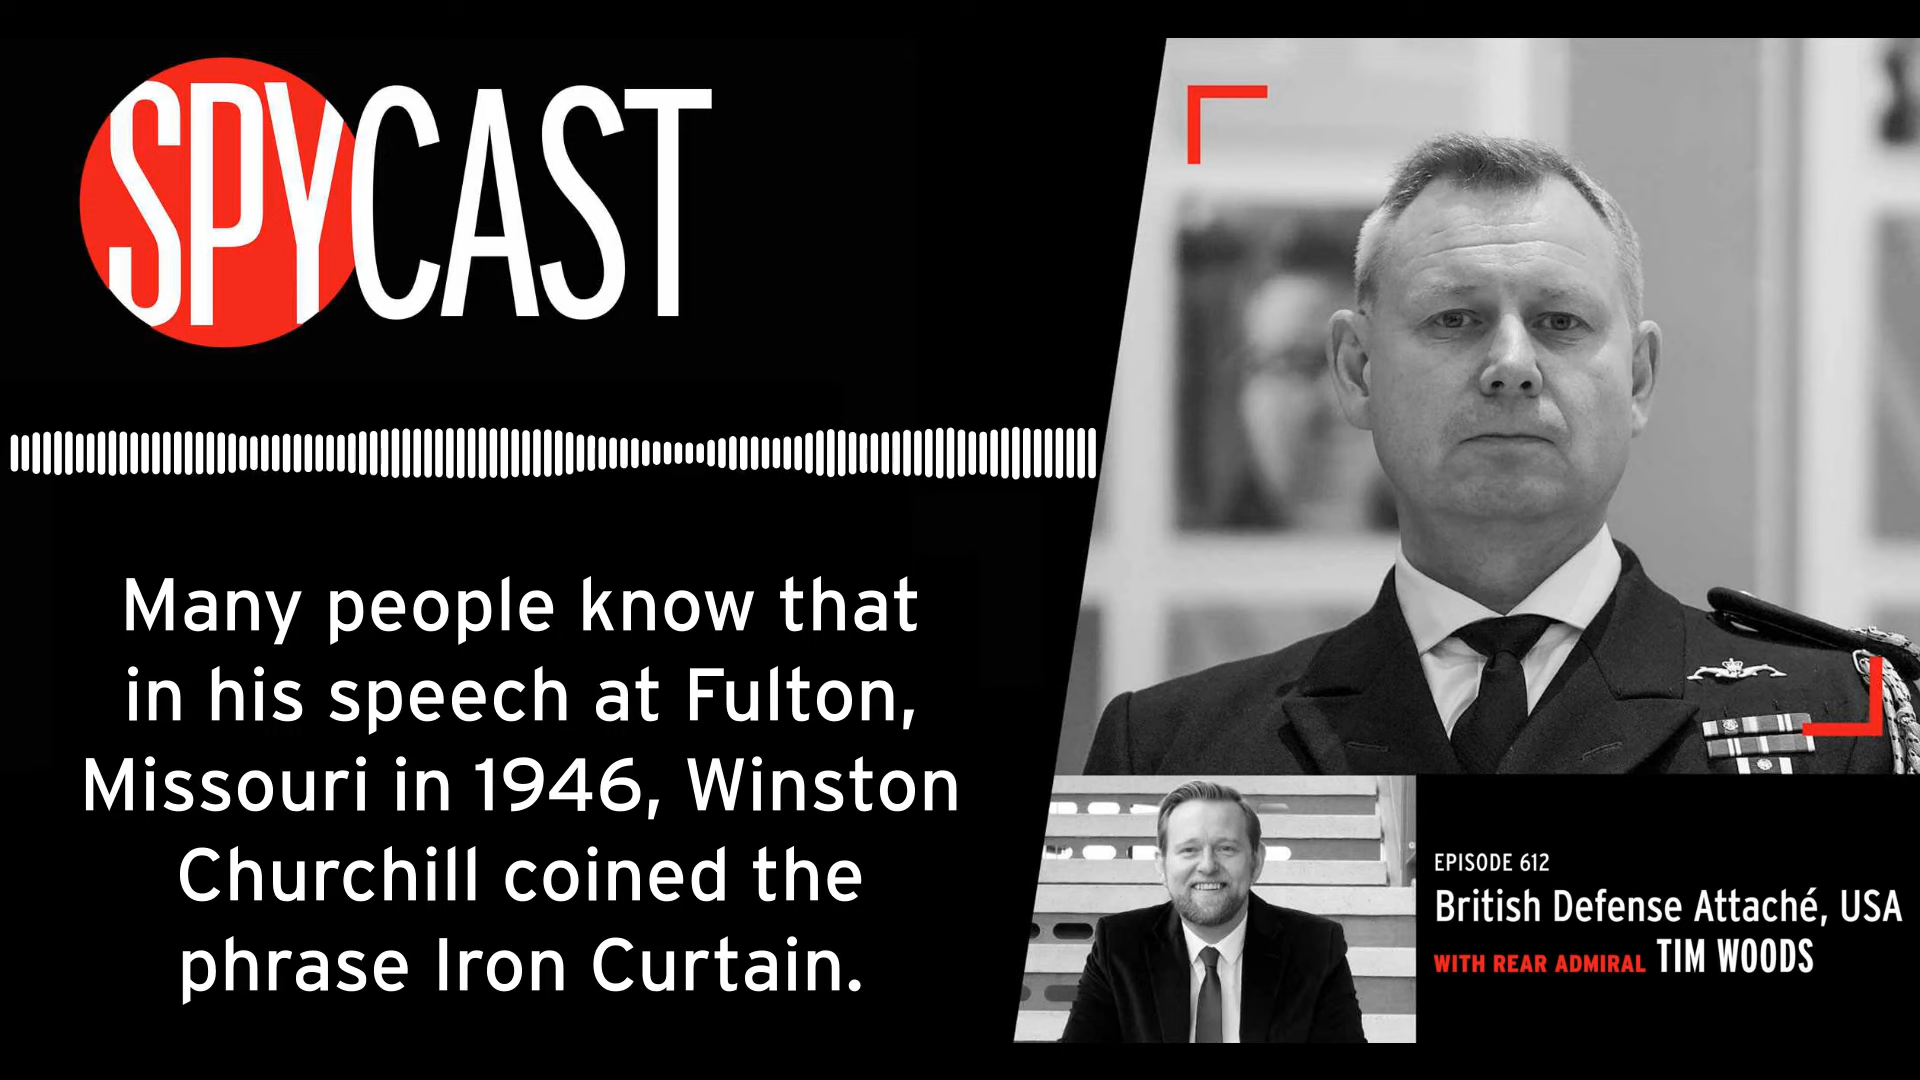 SPYCAST
Many people know that
in his speech at Fulton,
Missouri in 1946, Winston
Churchill coined the
phrase Iron Curtain.
EPISODE 612
British Defense Attaché, USA
WITH REAR ADMIRAL TIM WOODS